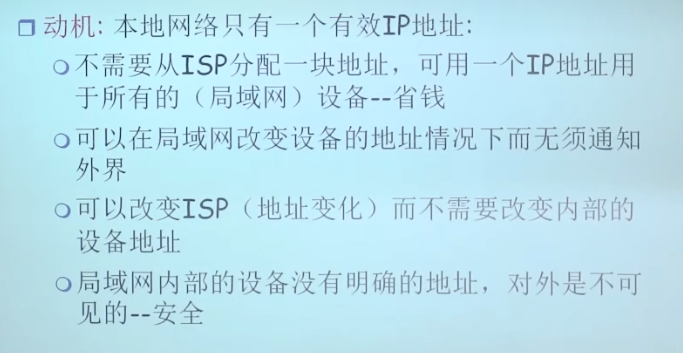 动机: 本地网络只有一个有效IP地址:
不需要从ISP分配一块地址，可用一个IP地址用
于所有的（局域网）设备--省钱
可以在局域网改变设备的地址情况下而无须通知
外界
可以改变ISP（地址变化）而不需要改变内部的
设备地址
局域网内部的设备没有明确的地址，对外是不可
见的--安全